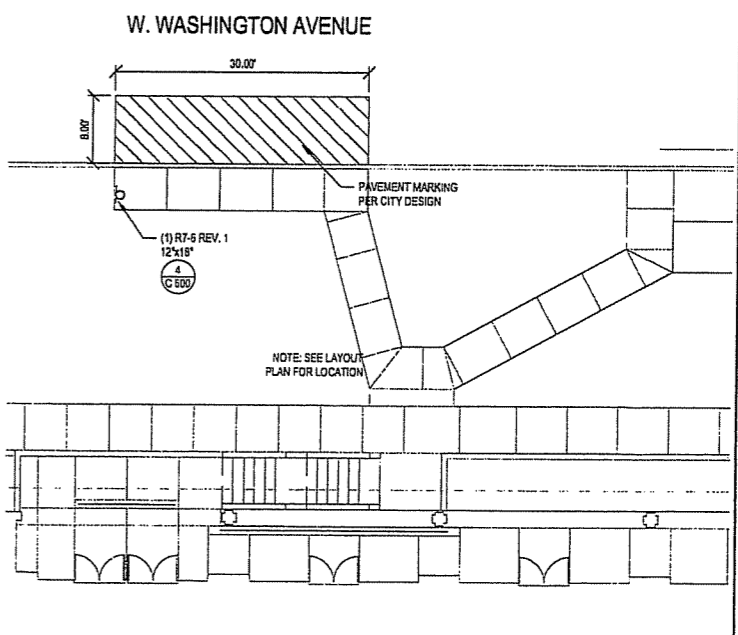 W. WASHINGTON AVENUE
30.00'
8.00'
PAVEMENT MARKING
PER CITY DESIGN
(1) R7-6 REV. 1
12"x18"
4
C 500
NOTE: SEE LAYOUT
PLAN FOR LOCATION